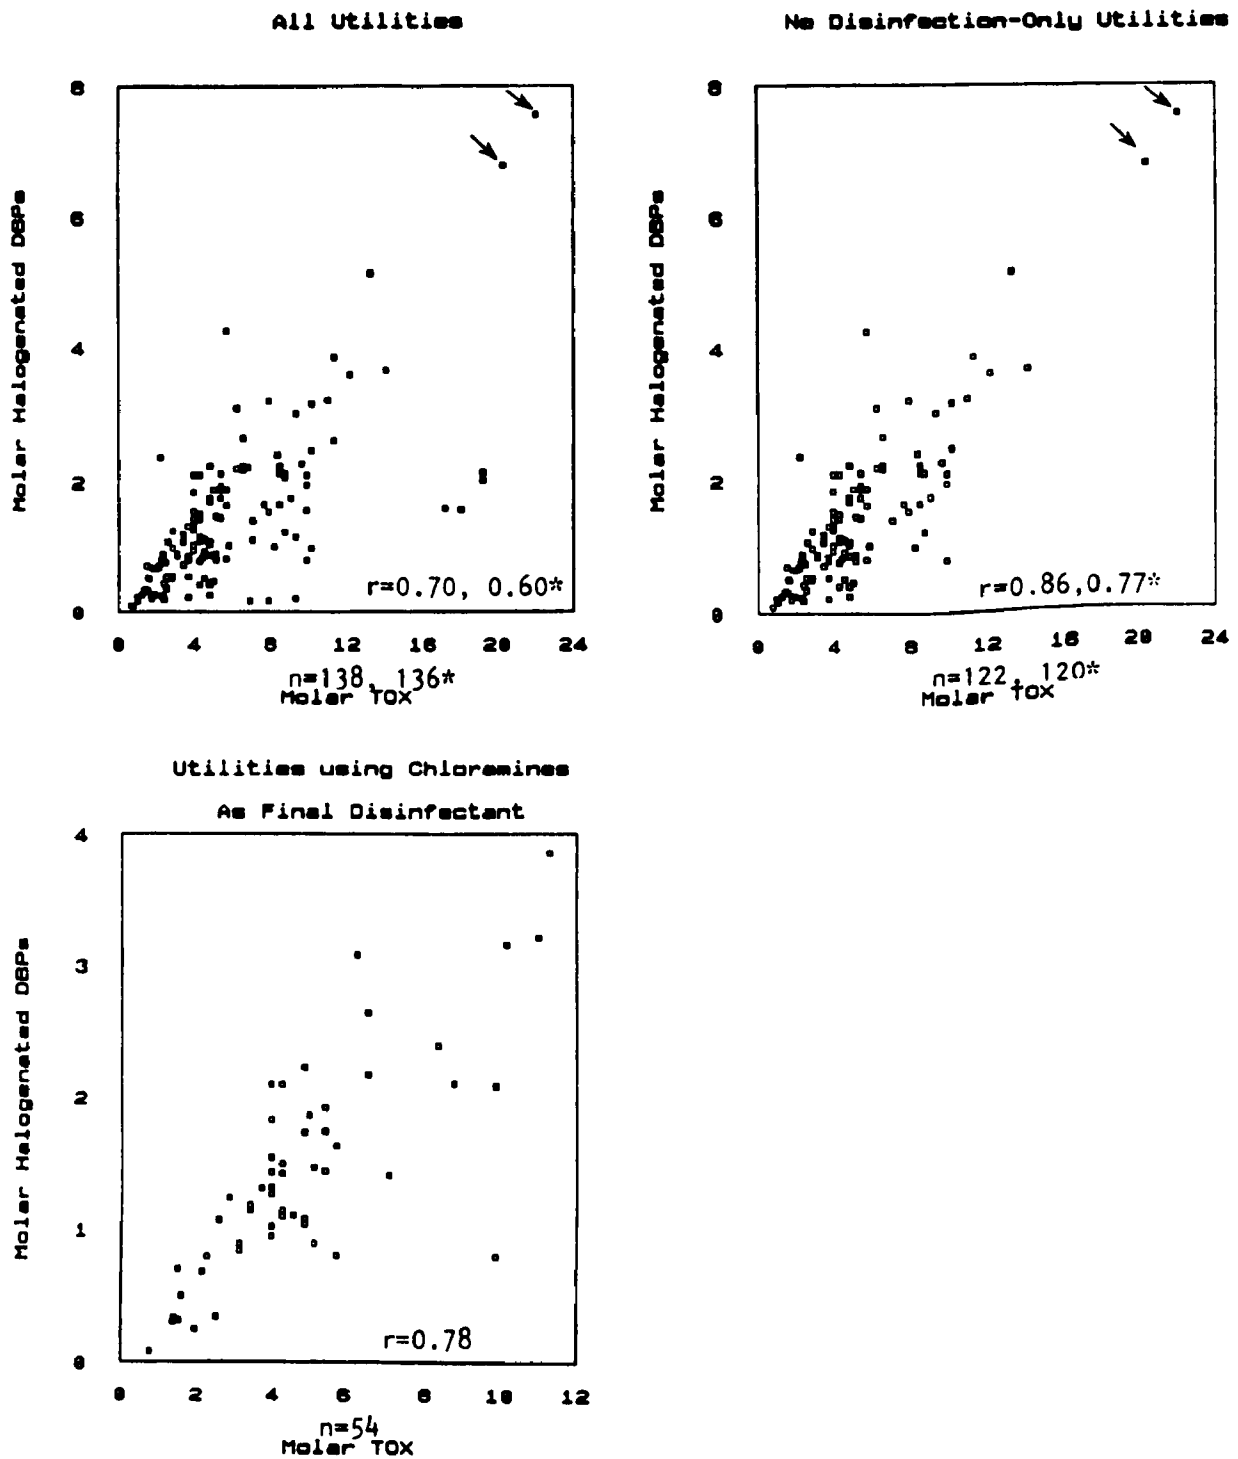 All Utilities
8
6
4
2
0
Molar Halogenated DBPs
r=0.70, 0.60*
0 4 8 12 16 20 24
n=138, 136*
Molar TOX
No Disinfection-Only Utilities
8
6
4
2
0
Molar Halogenated DBPs
r=0.86,0.77*
0 4 8 12 16 20 24
n=122, 120*
Molar TOX
Utilities using Chloramines
As Final Disinfectant
4
3
2
1
0
Molar Halogenated DBPs
r=0.78
0 2 4 6 8 10 12
n=54
Molar TOX